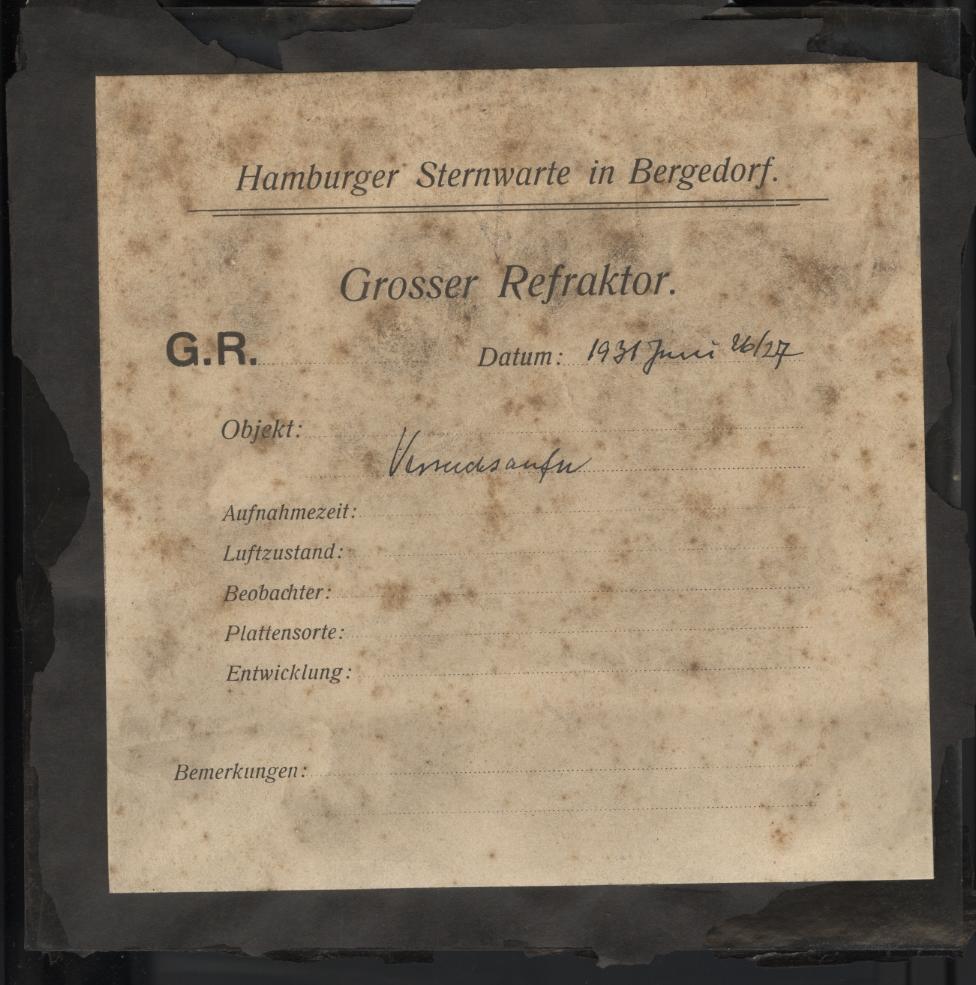 Hamburger Sternwarte in Bergedorf.
Grosser Refraktor.
G.R. Datum: 1931 Juni 26/27
Objekt:
Versuchsaufn
Aufnahmezeit:
Luftzustand:
Beobachter:
Plattensorte:
Entwicklung:
Bemerkungen: